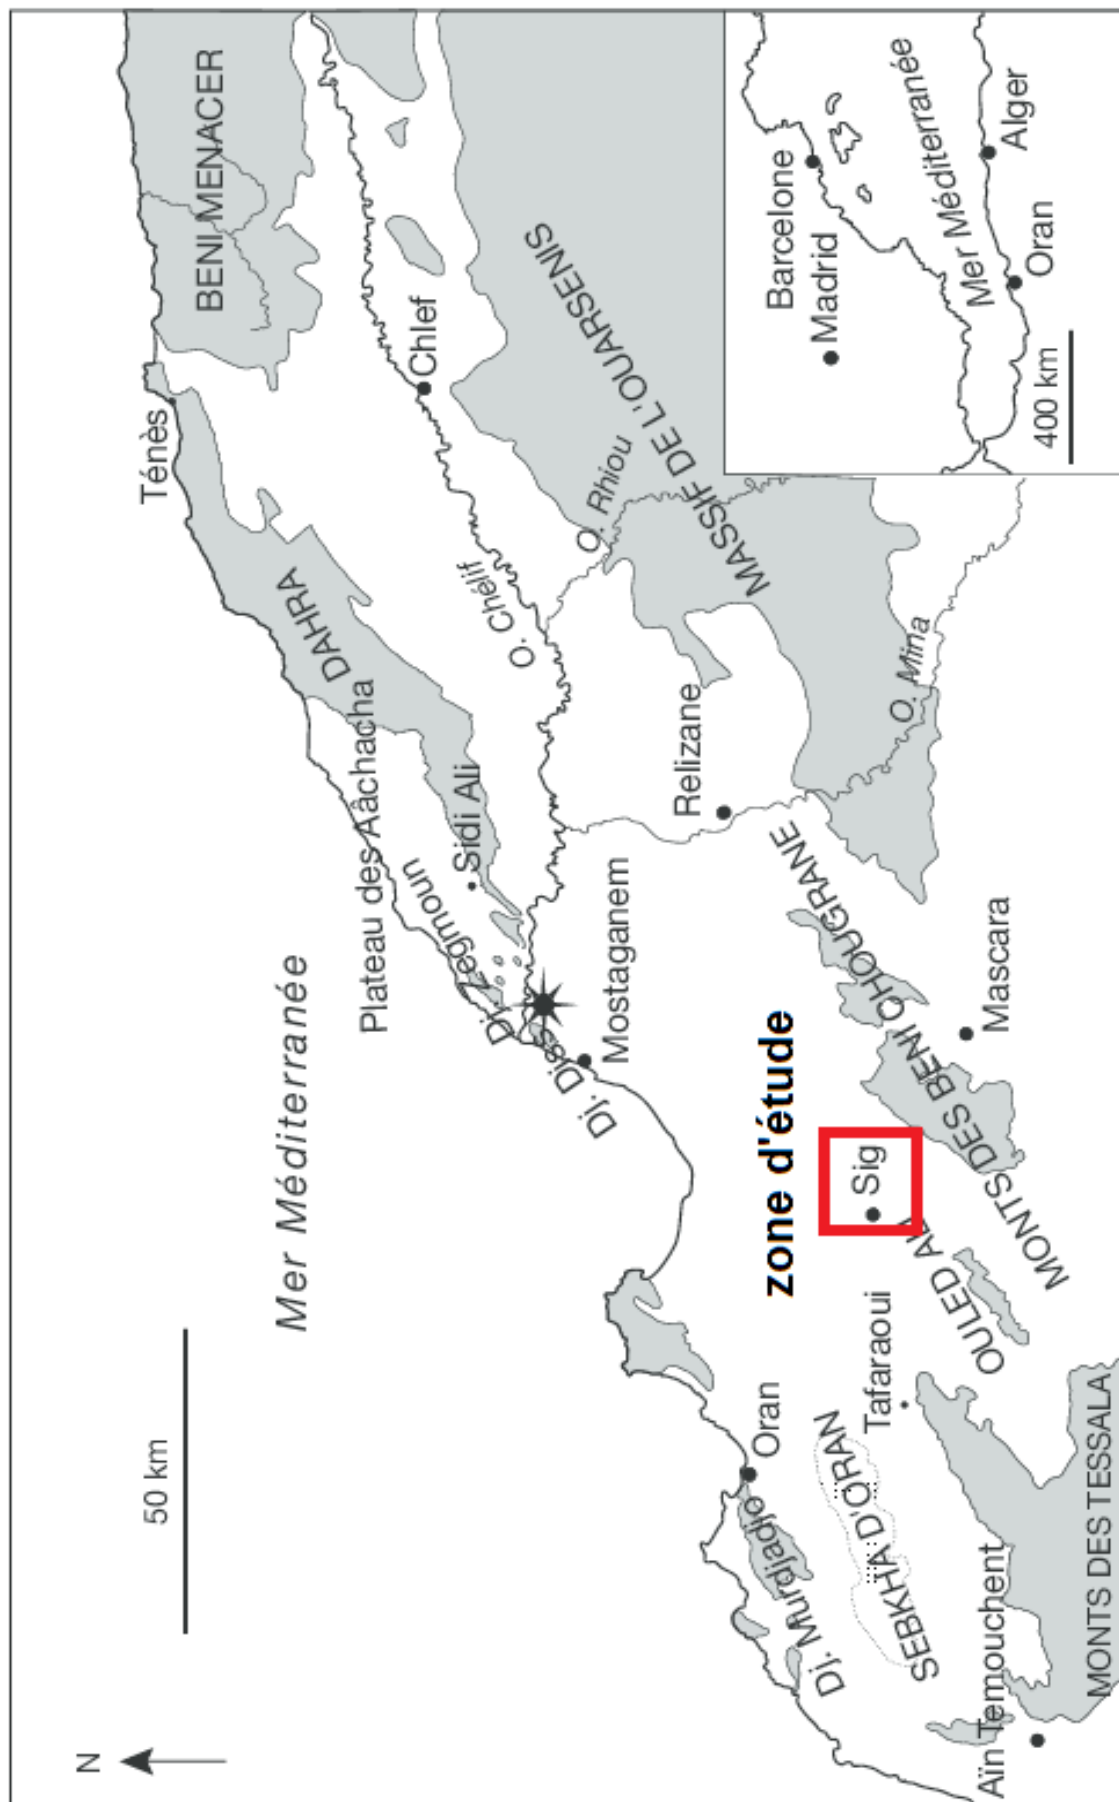 N
50 km
Mer Méditerranée
Ténès
BENI MENACER
DAHRA
Plateau des Aâchacha
Chlef
O. Chélif
Sidi Ali
Dj. Zegmoun
Dj. Diss
Mostaganem
MASSIF DE L'OUARSENIS
O. Rhiou
Relizane
O. Mina
zone d'étude
Sig
MONTS DES BENI CHOUGRANE
Mascara
OULED ALI
Oran
Dj. Murdjadjo
SEBKHA D'ORAN
Tafaraoui
Aïn Temouchent
MONTS DES TESSALA
Barcelone
Madrid
Mer Méditerranée
Alger
Oran
400 km